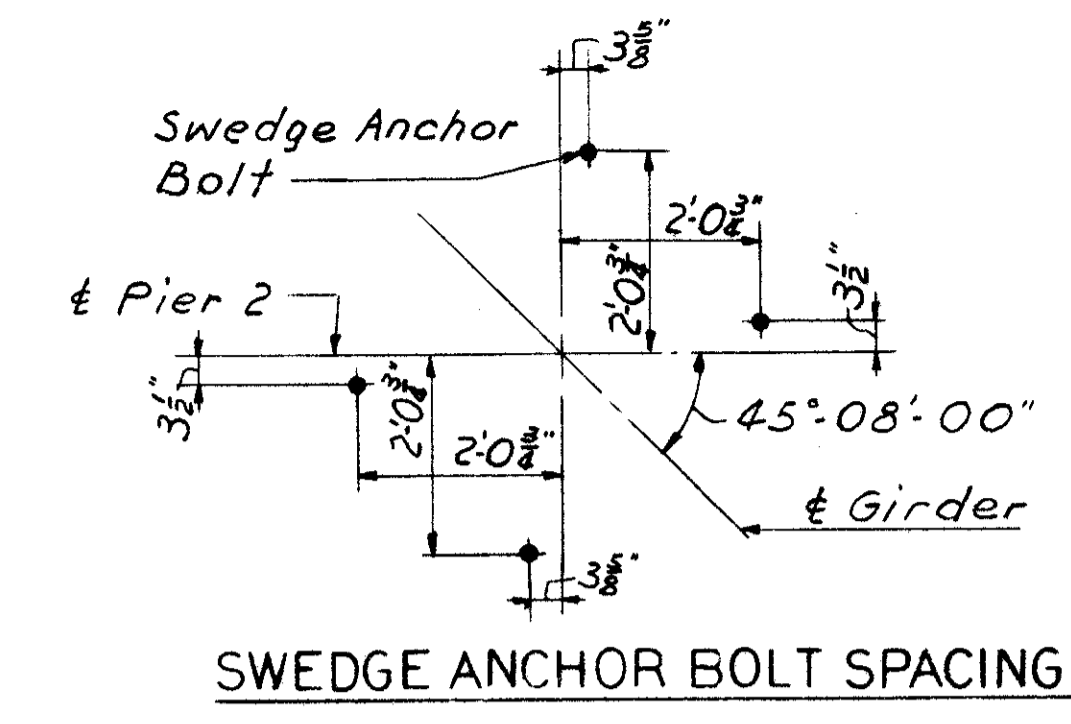 3 5/8"
Swedge Anchor
Bolt
2'-0 3/4"
2'-0 3/4"
3 1/2"
℄ Pier 2
3 1/2"
2'-0 3/4"
2'-0 3/4"
45°-08'-00"
℄ Girder
3 5/8"
SWEDGE ANCHOR BOLT SPACING